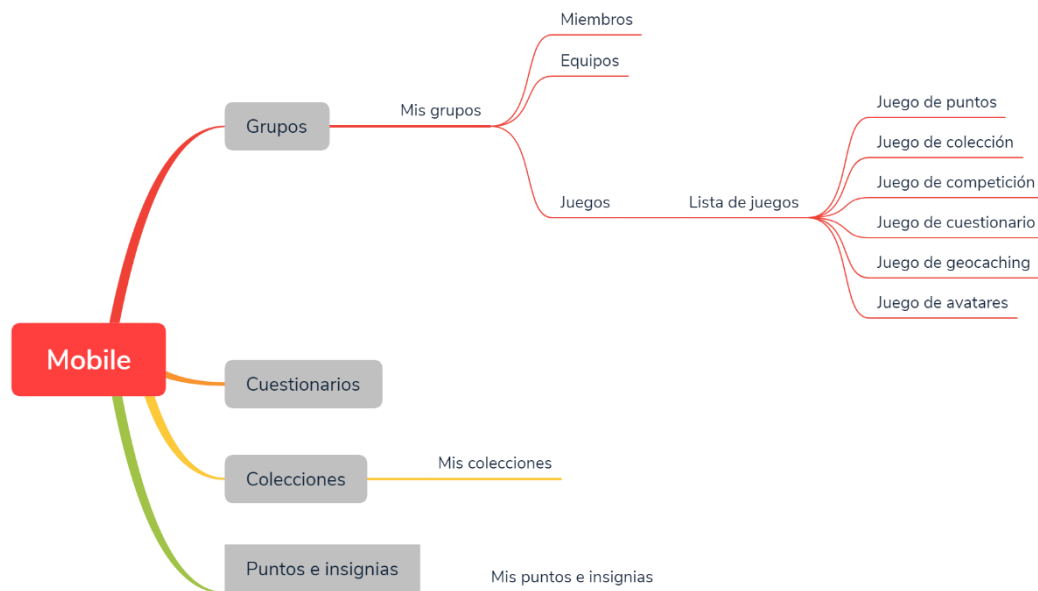 Miembros
Equipos
Grupos
Mis grupos
Juegos
Lista de juegos
Juego de puntos
Juego de colección
Juego de competición
Juego de cuestionario
Juego de geocaching
Juego de avatares
Mobile
Cuestionarios
Colecciones
Mis colecciones
Puntos e insignias
Mis puntos e insignias